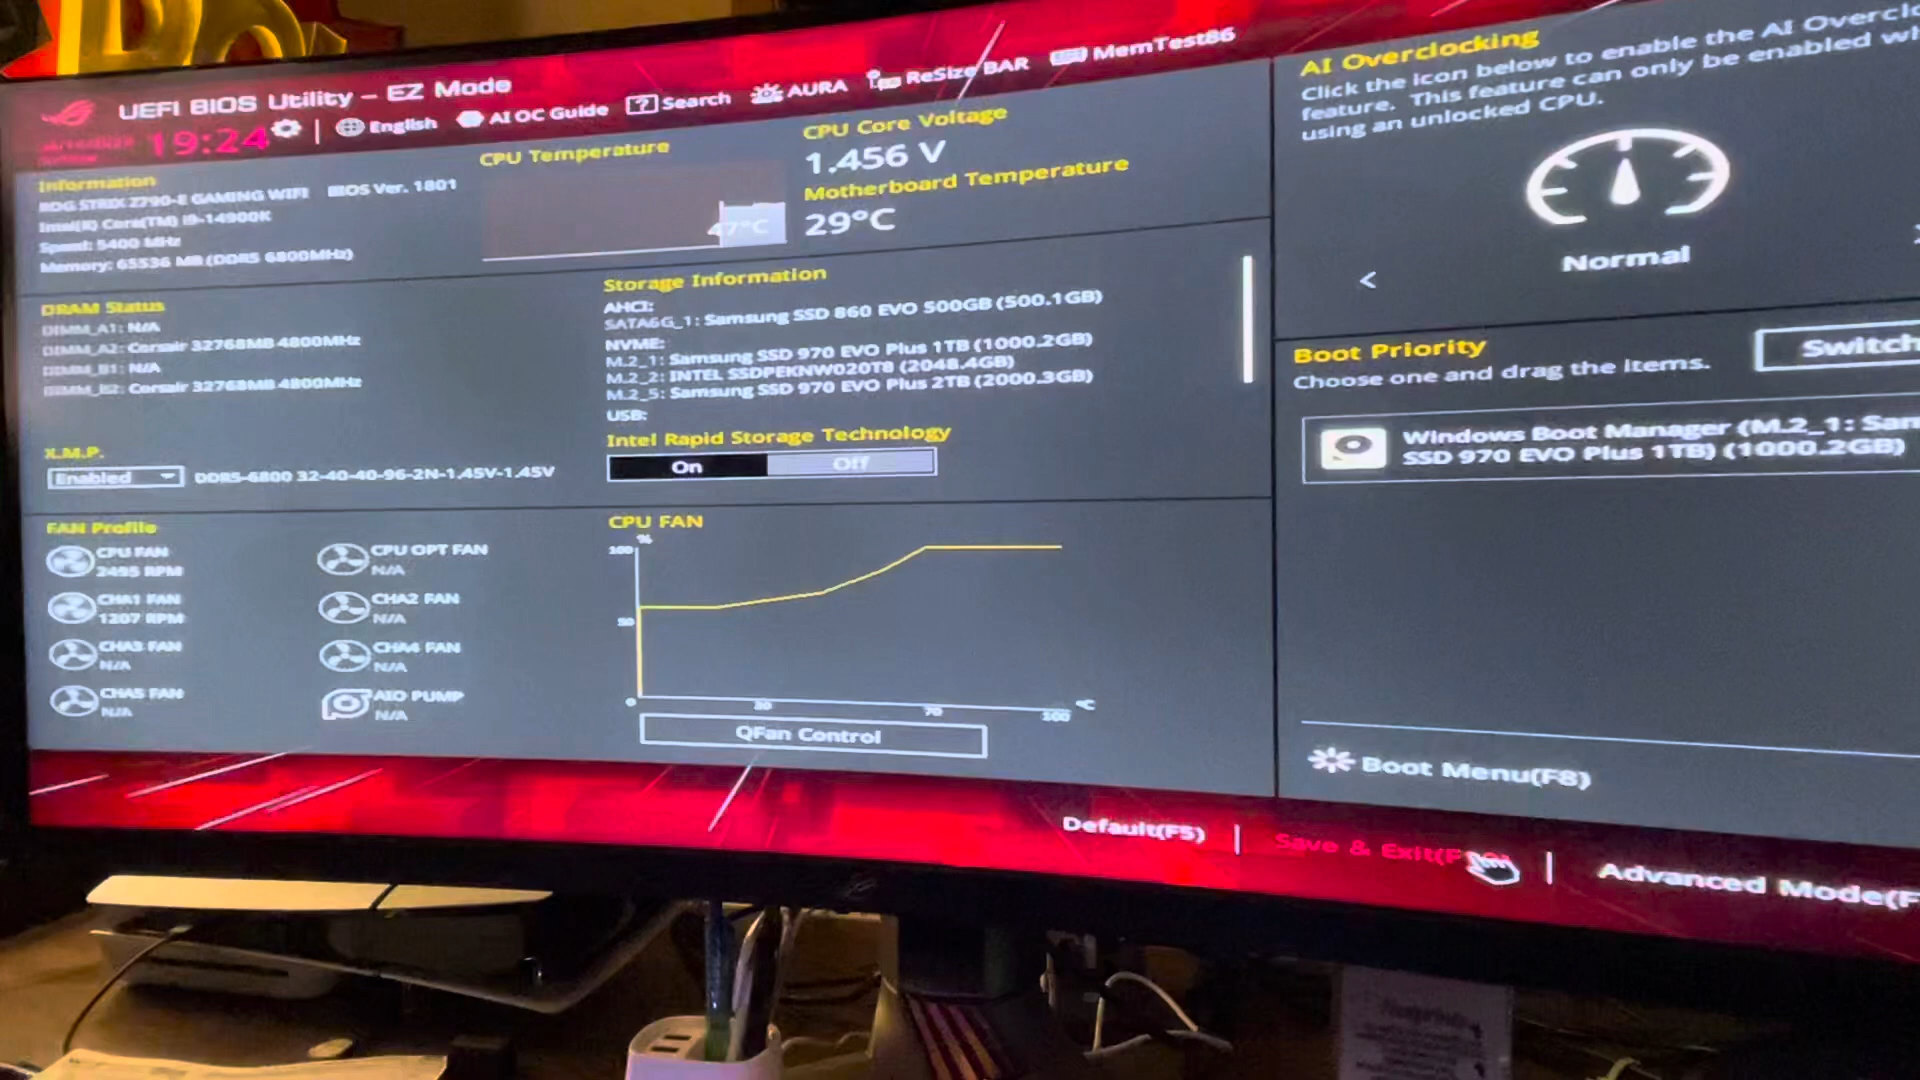 UEFI BIOS Utility – EZ Mode
19:24
English
AI OC Guide
Search
AURA
ReSize BAR
MemTest86
Information
ROG STRIX Z790-E GAMING WIFI BIOS Ver. 1801
Intel(R) Core(TM) i9-14900K
Speed: 5400 MHz
Memory: 65536 MB (DDR5 6800MHz)
CPU Temperature
47°C
CPU Core Voltage
1.456 V
Motherboard Temperature
29°C
DRAM Status
DIMM_A1: N/A
DIMM_A2: Corsair 32768MB 4800MHz
DIMM_B1: N/A
DIMM_B2: Corsair 32768MB 4800MHz
Storage Information
AHCI:
SATA6G_1: Samsung SSD 860 EVO 500GB (500.1GB)
NVME:
M.2_1: Samsung SSD 970 EVO Plus 1TB (1000.2GB)
M.2_2: INTEL SSDPEKNW020T8 (2048.4GB)
M.2_5: Samsung SSD 970 EVO Plus 2TB (2000.3GB)
USB:
X.M.P.
Enabled DDR5-6800 32-40-40-96-2N-1.45V-1.45V
Intel Rapid Storage Technology
On Off
FAN Profile
CPU FAN
2495 RPM
CPU OPT FAN
N/A
CHA1 FAN
1207 RPM
CHA2 FAN
N/A
CHA3 FAN
N/A
CHA4 FAN
N/A
CHA5 FAN
N/A
AIO PUMP
N/A
CPU FAN
%
100
50
0 30 70 100 °C
QFan Control
AI Overclocking
Click the icon below to enable the AI
feature. This feature can only be enabled
using an unlocked CPU.
<
Normal
Boot Priority
Choose one and drag the items.
Switch
Windows Boot Manager (M.2_1:
SSD 970 EVO Plus 1TB) (1000.2GB)
Boot Menu(F8)
Default(F5)
Save & Exit
Advanced Mode